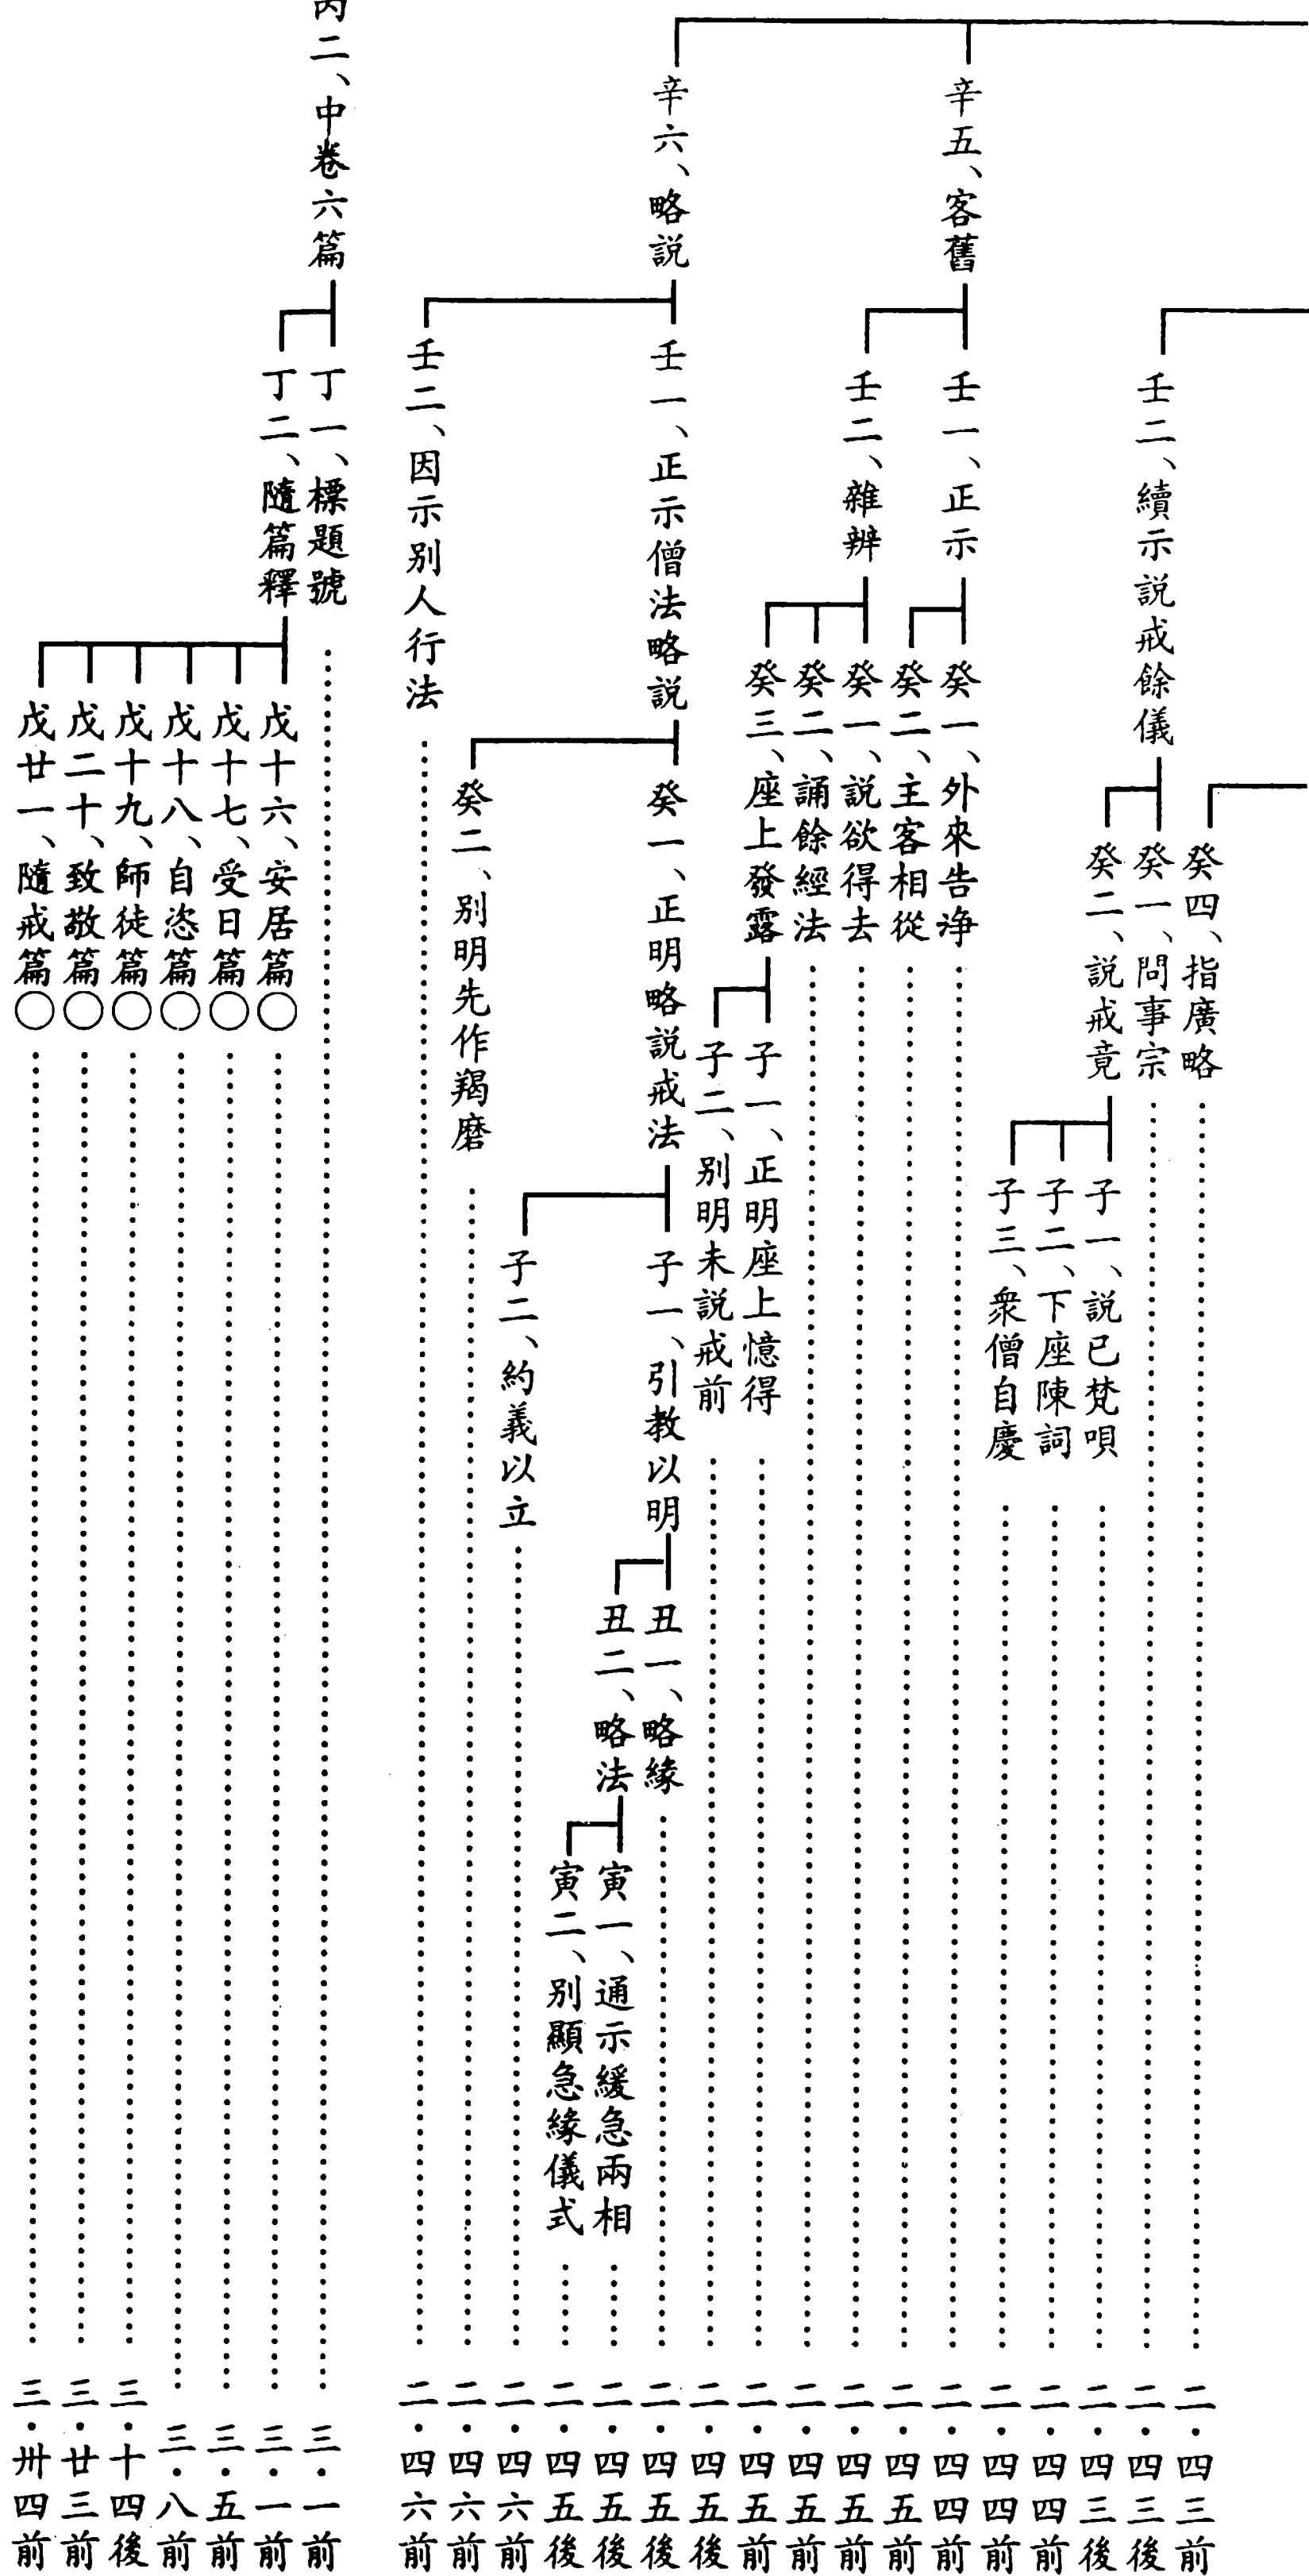 癸四、指廣略 二·四三前
壬二、續示説戒餘儀
癸一、問事宗 二·四三後
癸二、説戒竟
子一、説已梵唄 二·四三後
子二、下座陳詞 二·四四前
子三、衆僧自慶 二·四四前
辛五、客舊
壬一、正示
癸一、外來告净 二·四四前
癸二、主客相從 二·四五前
壬二、雜辨
癸一、説欲得去 二·四五前
癸二、誦餘經法 二·四五前
癸三、座上發露
子一、正明座上憶得 二·四五前
子二、别明未説戒前 二·四五後
辛六、略説
壬一、正示僧法略説
癸一、正明略説戒法
子一、引教以明
丑一、略緣 二·四五後
丑二、略法
寅一、通示緩急兩相 二·四五後
寅二、别顯急緣儀式 二·四五後
子二、約義以立 二·四六前
癸二、别明先作羯磨 二·四六前
壬二、因示别人行法 二·四六前
丙二、中卷六篇
丁一、標題號 三·一前
丁二、隨篇釋
戊十六、安居篇○ 三·一前
戊十七、受日篇○ 三·五前
戊十八、自恣篇○ 三·八前
戊十九、師徒篇○ 三·十四後
戊二十、致敬篇○ 三·廿三前
戊廿一、隨戒篇○ 三·卅四前